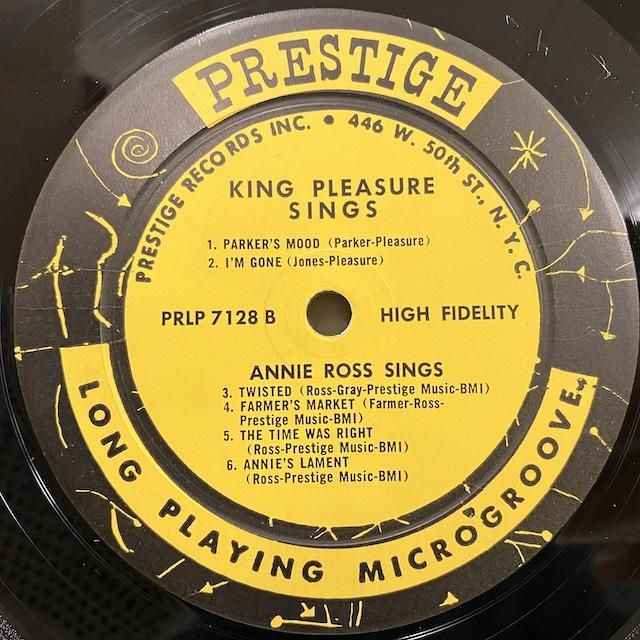 PRESTIGE
PRESTIGE RECORDS INC. • 446 W. 50th ST., N.Y.C.
KING PLEASURE
SINGS
1. PARKER'S MOOD (Parker-Pleasure)
2. I'M GONE (Jones-Pleasure)
PRLP 7128 B HIGH FIDELITY
ANNIE ROSS SINGS
3. TWISTED (Ross-Gray-Prestige Music-BMI)
4. FARMER'S MARKET (Farmer-Ross-
Prestige Music-BMI)
5. THE TIME WAS RIGHT
(Ross-Prestige Music-BMI)
6. ANNIE'S LAMENT
(Ross-Prestige Music-BMI)
LONG PLAYING MICROGROOVE